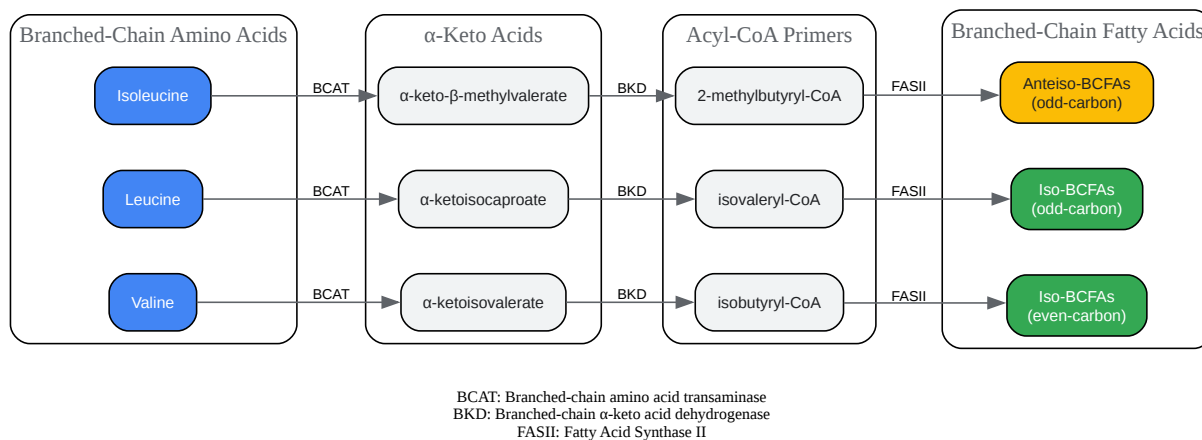 Branched-Chain Amino Acids
α-Keto Acids
Acyl-CoA Primers
Branched-Chain Fatty Acids
Isoleucine
BCAT
α-keto-β-methylvalerate
BKD
2-methylbutyryl-CoA
FASII
Anteiso-BCFAs
(odd-carbon)
Leucine
BCAT
α-ketoisocaproate
BKD
isovaleryl-CoA
FASII
Iso-BCFAs
(odd-carbon)
Valine
BCAT
α-ketoisovalerate
BKD
isobutyryl-CoA
FASII
Iso-BCFAs
(even-carbon)
BCAT: Branched-chain amino acid transaminase
BKD: Branched-chain α-keto acid dehydrogenase
FASII: Fatty Acid Synthase II